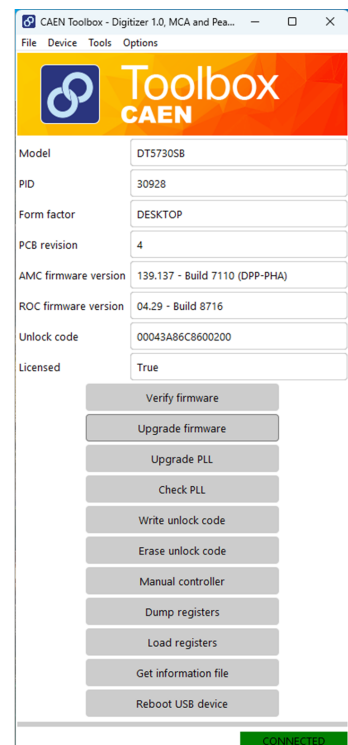 CAEN Toolbox - Digitizer 1.0, MCA and Pea...
File Device Tools Options
Toolbox
CAEN
Model DT5730SB
PID 30928
Form factor DESKTOP
PCB revision 4
AMC firmware version 139.137 - Build 7110 (DPP-PHA)
ROC firmware version 04.29 - Build 8716
Unlock code 00043A86C8600200
Licensed True
Verify firmware
Upgrade firmware
Upgrade PLL
Check PLL
Write unlock code
Erase unlock code
Manual controller
Dump registers
Load registers
Get information file
Reboot USB device
CONNECTED